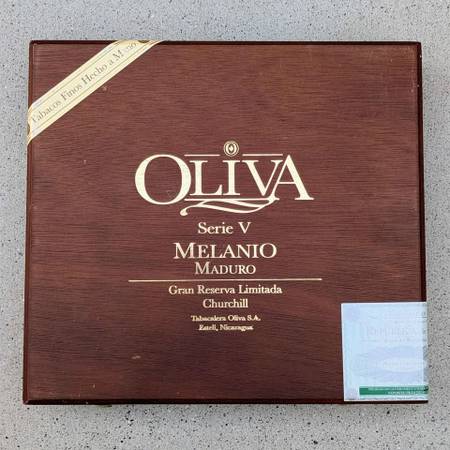 Tabacos Finos Hecho a Mano
OLIVA
Serie V
MELANIO
MADURO
Gran Reserva Limitada
Churchill
Tabacalera Oliva S.A.
Estelí, Nicaragua